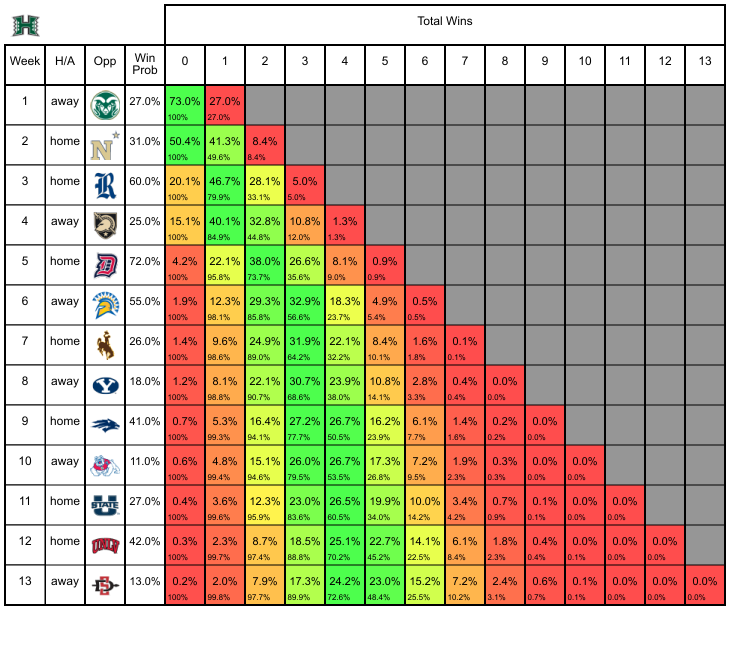 H
Total Wins
Week H/A Opp Win Prob 0 1 2 3 4 5 6 7 8 9 10 11 12 13
1 away 27.0% 73.0% 27.0%
100% 27.0%
2 home N 31.0% 50.4% 41.3% 8.4%
100% 49.6% 8.4%
3 home R 60.0% 20.1% 46.7% 28.1% 5.0%
100% 79.9% 33.1% 5.0%
4 away 25.0% 15.1% 40.1% 32.8% 10.8% 1.3%
100% 84.9% 44.8% 12.0% 1.3%
5 home D 72.0% 4.2% 22.1% 38.0% 26.6% 8.1% 0.9%
100% 95.8% 73.7% 35.6% 9.0% 0.9%
6 away 55.0% 1.9% 12.3% 29.3% 32.9% 18.3% 4.9% 0.5%
100% 98.1% 85.8% 56.6% 23.7% 5.4% 0.5%
7 home 26.0% 1.4% 9.6% 24.9% 31.9% 22.1% 8.4% 1.6% 0.1%
100% 98.6% 89.0% 64.2% 32.2% 10.1% 1.8% 0.1%
8 away Y 18.0% 1.2% 8.1% 22.1% 30.7% 23.9% 10.8% 2.8% 0.4% 0.0%
100% 98.8% 90.7% 68.6% 38.0% 14.1% 3.3% 0.4% 0.0%
9 home 41.0% 0.7% 5.3% 16.4% 27.2% 26.7% 16.2% 6.1% 1.4% 0.2% 0.0%
100% 99.3% 94.1% 77.7% 50.5% 23.9% 7.7% 1.6% 0.2% 0.0%
10 away 11.0% 0.6% 4.8% 15.1% 26.0% 26.7% 17.3% 7.2% 1.9% 0.3% 0.0% 0.0%
100% 99.4% 94.6% 79.5% 53.5% 26.8% 9.5% 2.3% 0.3% 0.0% 0.0%
11 home U STATE 27.0% 0.4% 3.6% 12.3% 23.0% 26.5% 19.9% 10.0% 3.4% 0.7% 0.1% 0.0% 0.0%
100% 99.6% 95.9% 83.6% 60.5% 34.0% 14.2% 4.2% 0.9% 0.1% 0.0% 0.0%
12 home UNLV 42.0% 0.3% 2.3% 8.7% 18.5% 25.1% 22.7% 14.1% 6.1% 1.8% 0.4% 0.0% 0.0% 0.0%
100% 99.7% 97.4% 88.8% 70.2% 45.2% 22.5% 8.4% 2.3% 0.4% 0.1% 0.0% 0.0%
13 away SD 13.0% 0.2% 2.0% 7.9% 17.3% 24.2% 23.0% 15.2% 7.2% 2.4% 0.6% 0.1% 0.0% 0.0% 0.0%
100% 99.8% 97.7% 89.9% 72.6% 48.4% 25.5% 10.2% 3.1% 0.7% 0.1% 0.0% 0.0% 0.0%